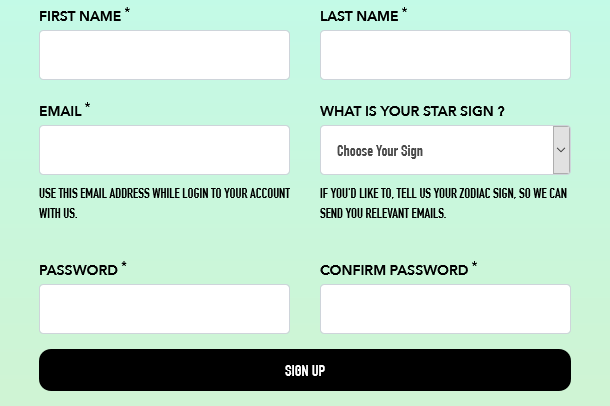 FIRST NAME *
LAST NAME *
EMAIL *
WHAT IS YOUR STAR SIGN ?
Choose Your Sign
USE THIS EMAIL ADDRESS WHILE LOGIN TO YOUR ACCOUNT
WITH US.
IF YOU'D LIKE TO, TELL US YOUR ZODIAC SIGN, SO WE CAN
SEND YOU RELEVANT EMAILS.
PASSWORD *
CONFIRM PASSWORD *
SIGN UP